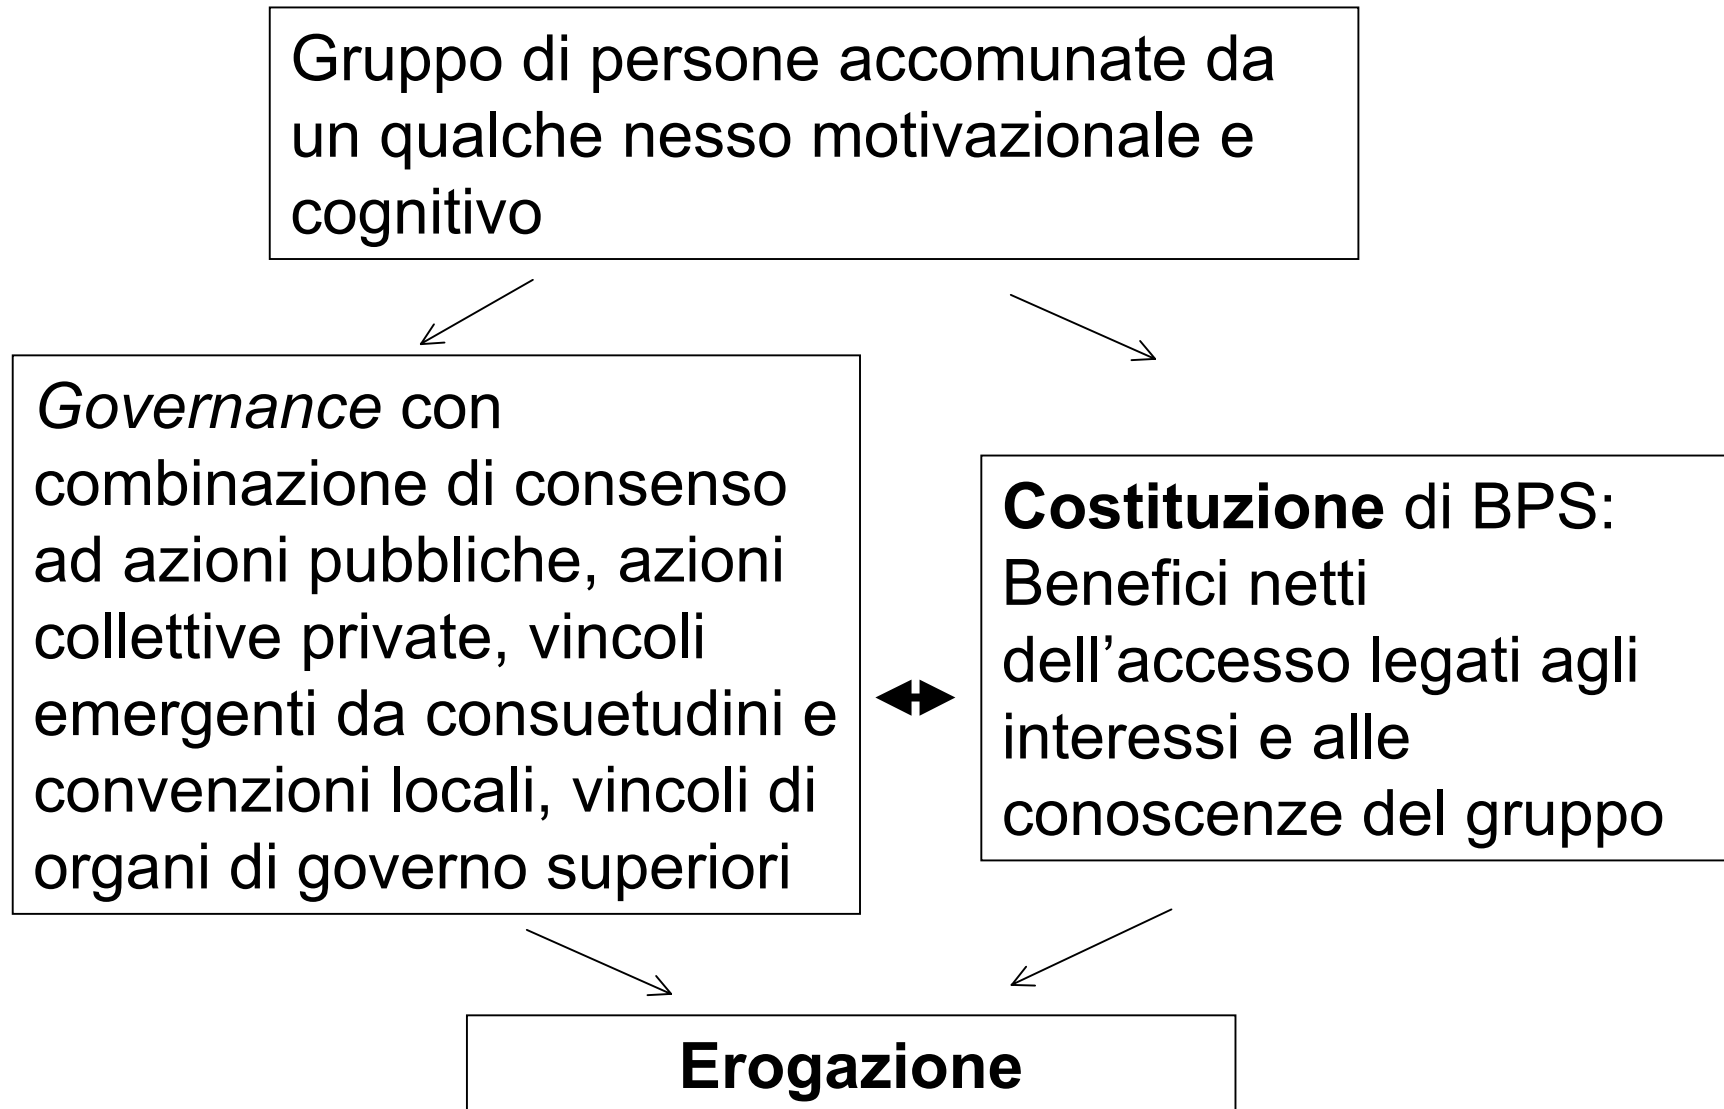 Gruppo di persone accomunate da
un qualche nesso motivazionale e
cognitivo
Governance con
combinazione di consenso
ad azioni pubbliche, azioni
collettive private, vincoli
emergenti da consuetudini e
convenzioni locali, vincoli di
organi di governo superiori
Costituzione di BPS:
Benefici netti
dell’accesso legati agli
interessi e alle
conoscenze del gruppo
Erogazione